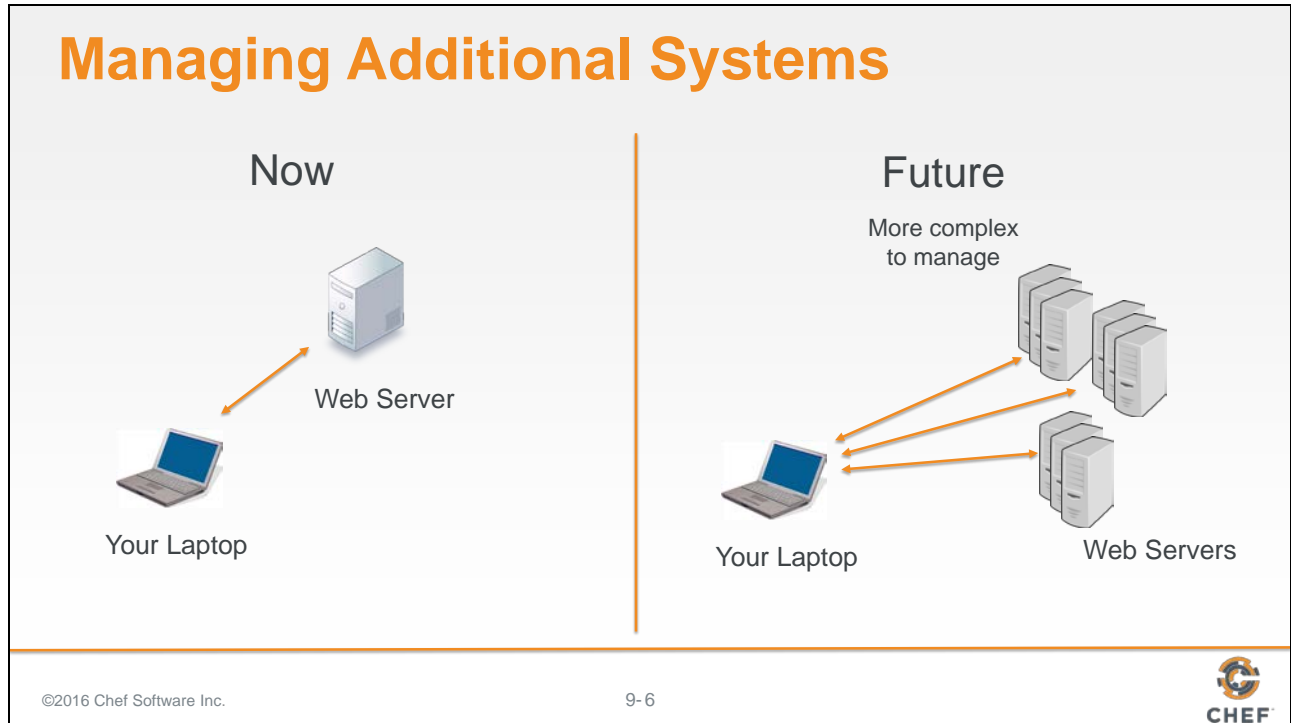 Managing Additional Systems
Now
Web Server
Your Laptop
Future
More complex
to manage
Your Laptop
Web Servers
©2016 Chef Software Inc.
9-6
CHEF